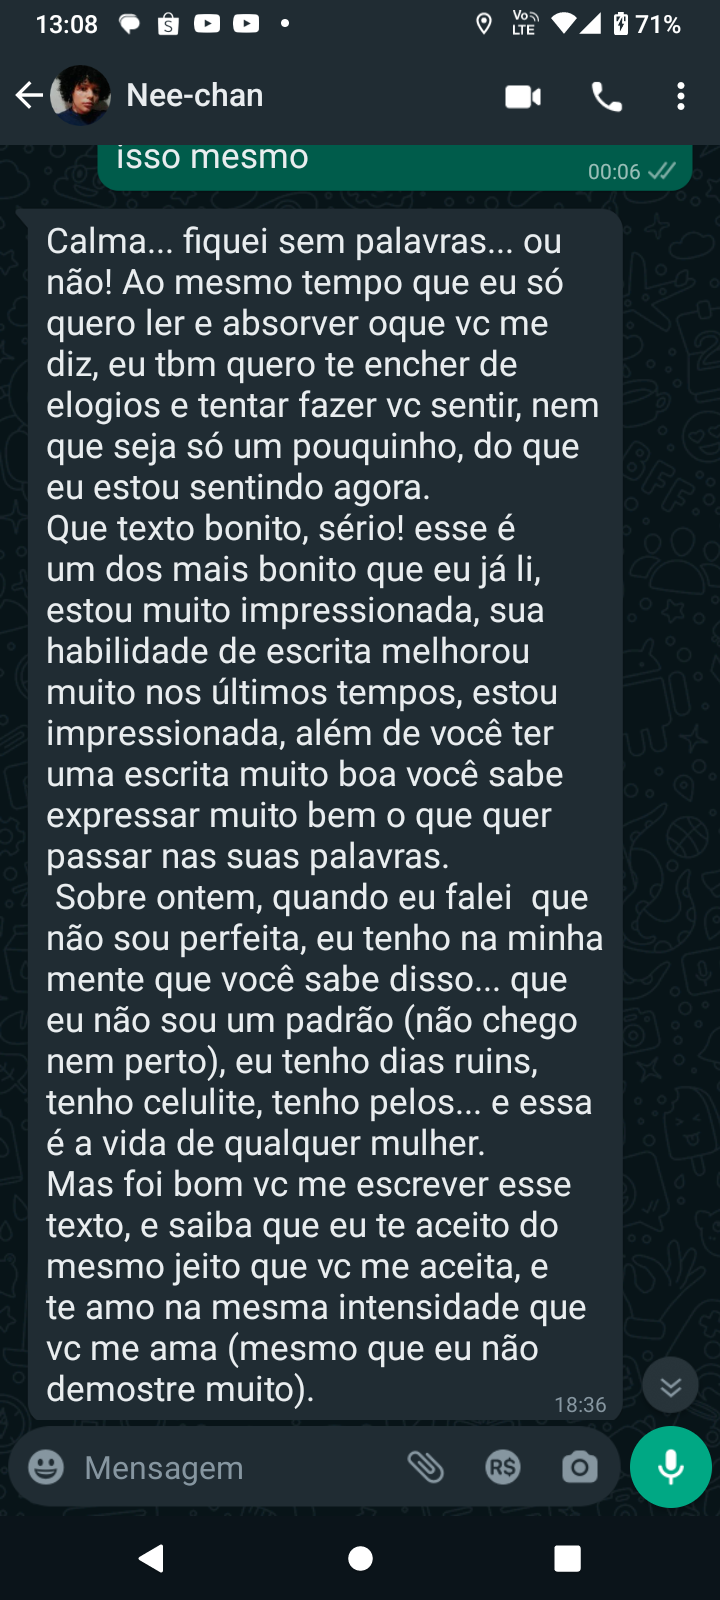 13:08
Vo LTE
71%
Nee-chan
isso mesmo
00:06
Calma... fiquei sem palavras... ou
não! Ao mesmo tempo que eu só
quero ler e absorver oque vc me
diz, eu tbm quero te encher de
elogios e tentar fazer vc sentir, nem
que seja só um pouquinho, do que
eu estou sentindo agora.
Que texto bonito, sério! esse é
um dos mais bonito que eu já li,
estou muito impressionada, sua
habilidade de escrita melhorou
muito nos últimos tempos, estou
impressionada, além de você ter
uma escrita muito boa você sabe
expressar muito bem o que quer
passar nas suas palavras.
Sobre ontem, quando eu falei  que
não sou perfeita, eu tenho na minha
mente que você sabe disso... que
eu não sou um padrão (não chego
nem perto), eu tenho dias ruins,
tenho celulite, tenho pelos... e essa
é a vida de qualquer mulher.
Mas foi bom vc me escrever esse
texto, e saiba que eu te aceito do
mesmo jeito que vc me aceita, e
te amo na mesma intensidade que
vc me ama (mesmo que eu não
demostre muito).
18:36
Mensagem
R$